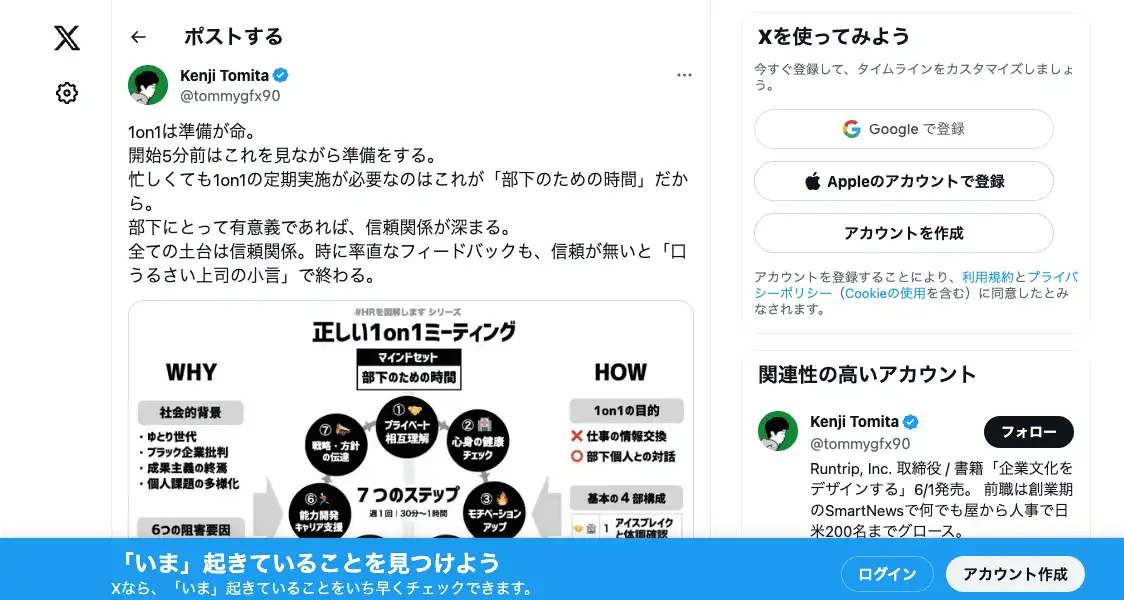 ポストする
Kenji Tomita
@tommygfx90
1on1は準備が命。
開始5分前はこれを見ながら準備をする。
忙しくても1on1の定期実施が必要なのはこれが「部下のための時間」だか
ら。
部下にとって有意義であれば、信頼関係が深まる。
全ての土台は信頼関係。時に率直なフィードバックも、信頼が無いと「口
うるさい上司の小言」で終わる。
#HRを図解します シリーズ
正しい1on1ミーティング
マインドセット
部下のための時間
WHY
社会的背景
・ゆとり世代
・ブラック企業批判
・成果主義の終焉
・個人課題の多様化
6つの阻害要因
①
プライベート
相互理解
②
心身の健康
チェック
③
モチベーション
アップ
⑦
戦略・方針
の伝達
⑥
能力開発
キャリア支援
7つのステップ
週1回|30分〜1時間
HOW
1on1の目的
❌ 仕事の情報交換
⭕ 部下個人との対話
基本の4部構成
1 アイスブレイク
と体調確認
Xを使ってみよう
今すぐ登録して、タイムラインをカスタマイズしましょ
う。
Google で登録
Appleのアカウントで登録
アカウントを作成
アカウントを登録することにより、利用規約とプライバ
シーポリシー（Cookieの使用を含む）に同意したとみ
なされます。
関連性の高いアカウント
Kenji Tomita
@tommygfx90
フォロー
Runtrip, Inc. 取締役 / 書籍「企業文化を
デザインする」6/1発売。 前職は創業期
のSmartNewsで何でも屋から人事で日
米200名までグロース。
「いま」起きていることを見つけよう
Xなら、「いま」起きていることをいち早くチェックできます。
ログイン
アカウント作成